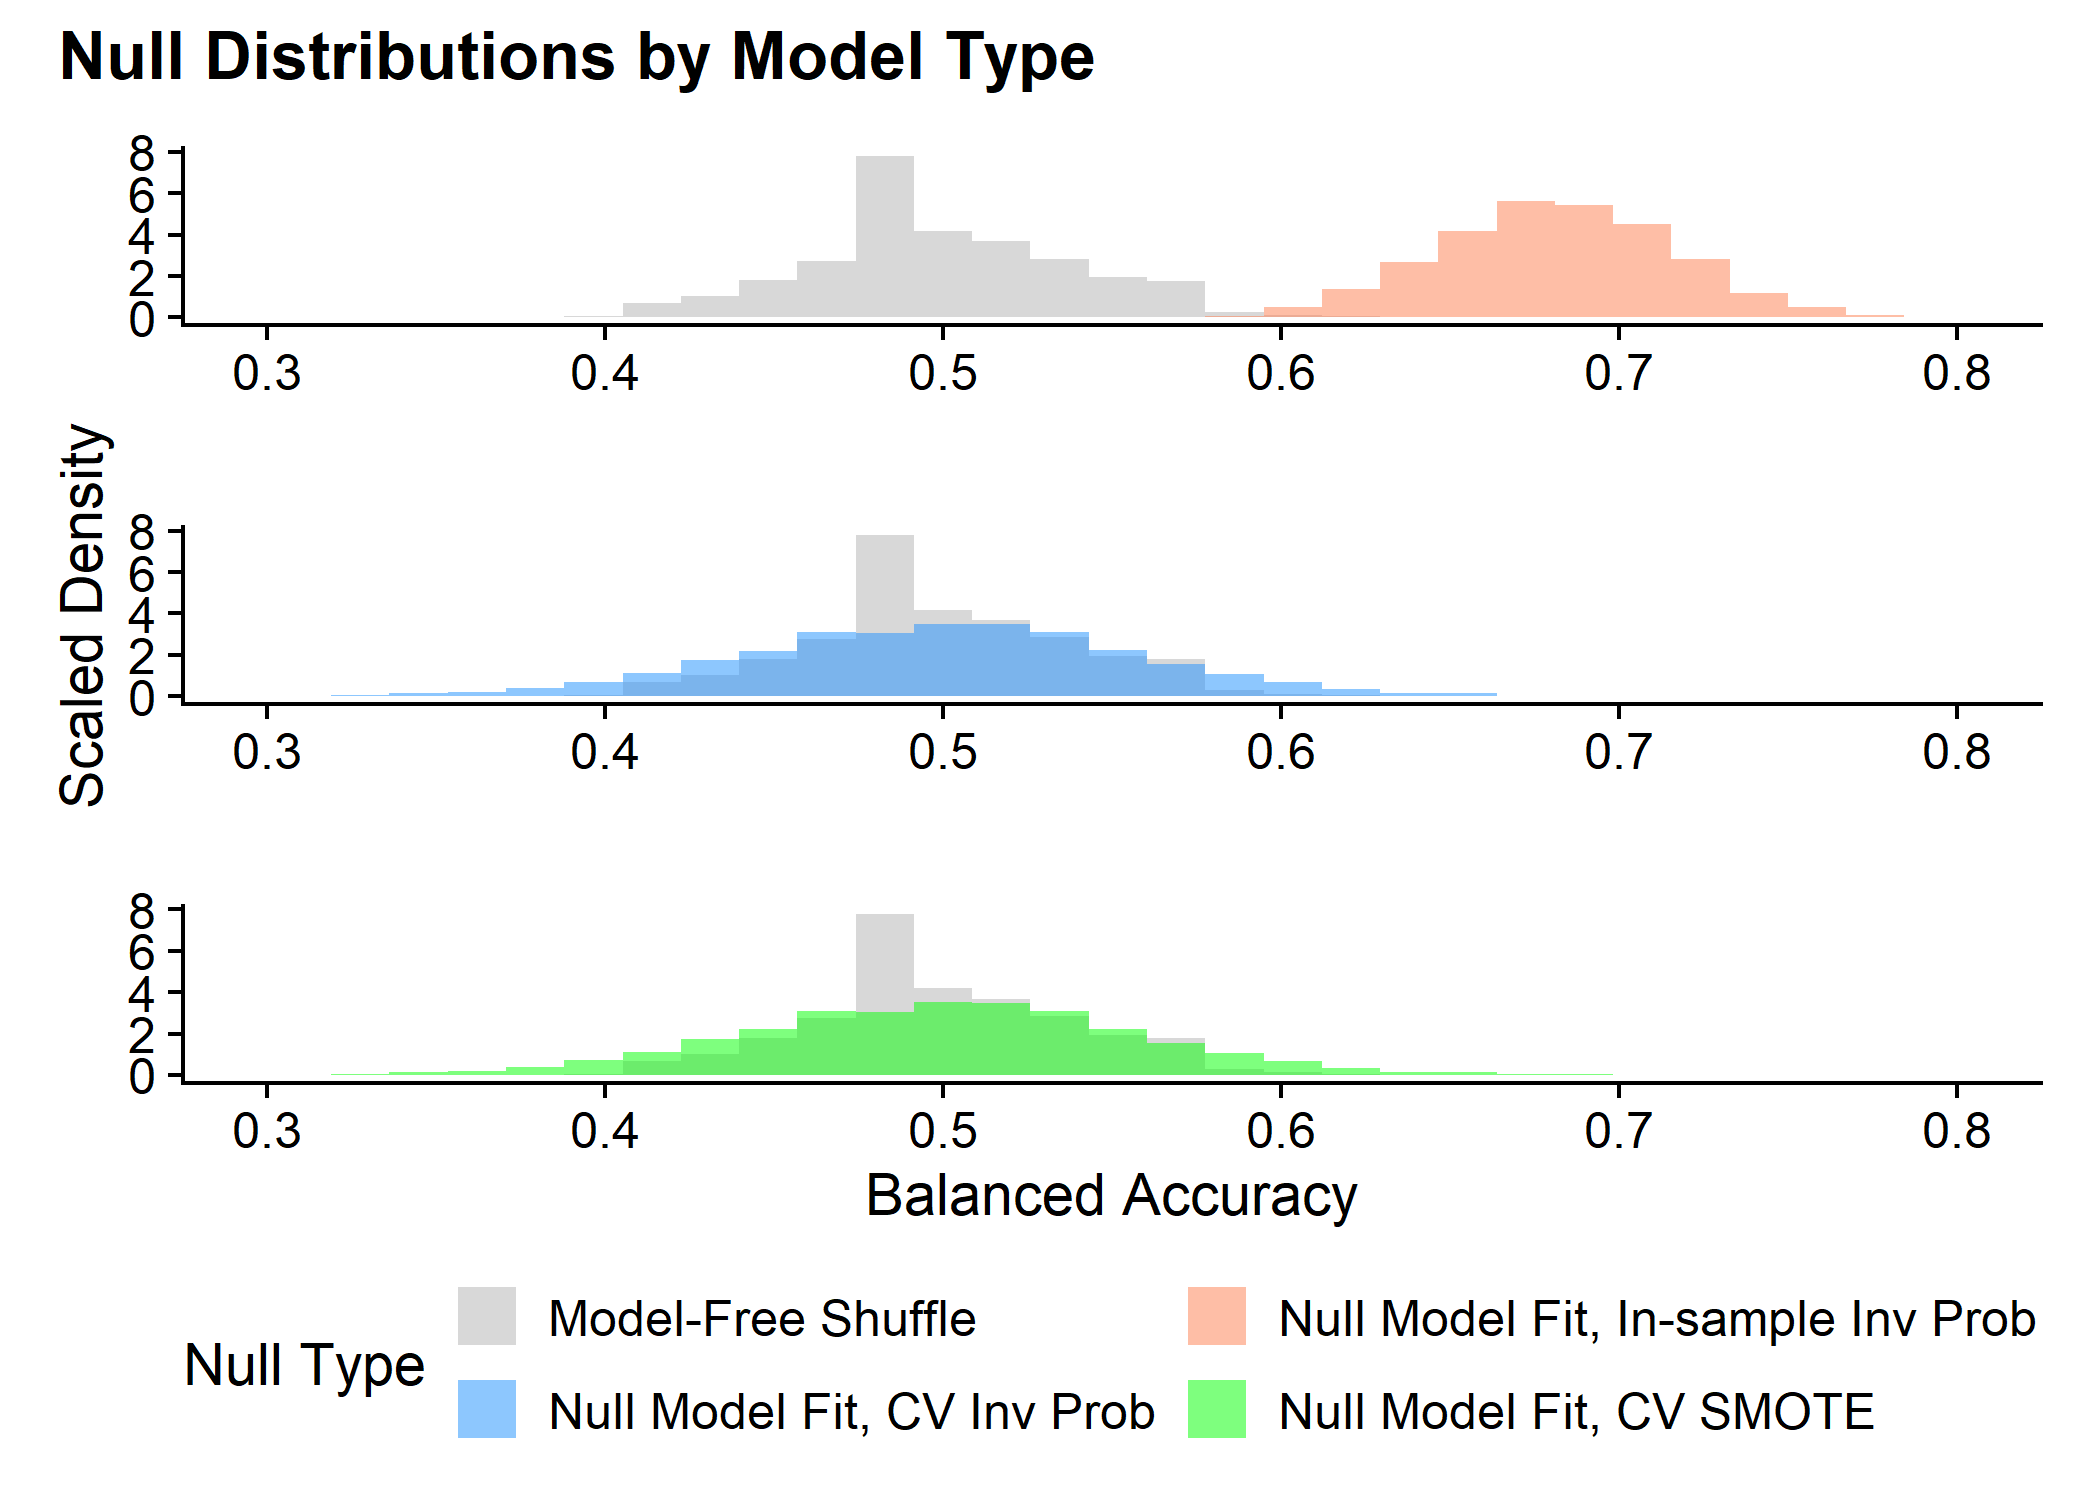 Null Distributions by Model Type
8
6
4
2
0
0.3 0.4 0.5 0.6 0.7 0.8
Scaled Density
8
6
4
2
0
0.3 0.4 0.5 0.6 0.7 0.8
8
6
4
2
0
0.3 0.4 0.5 0.6 0.7 0.8
Balanced Accuracy
Null Type
Model-Free Shuffle
Null Model Fit, In-sample Inv Prob
Null Model Fit, CV Inv Prob
Null Model Fit, CV SMOTE